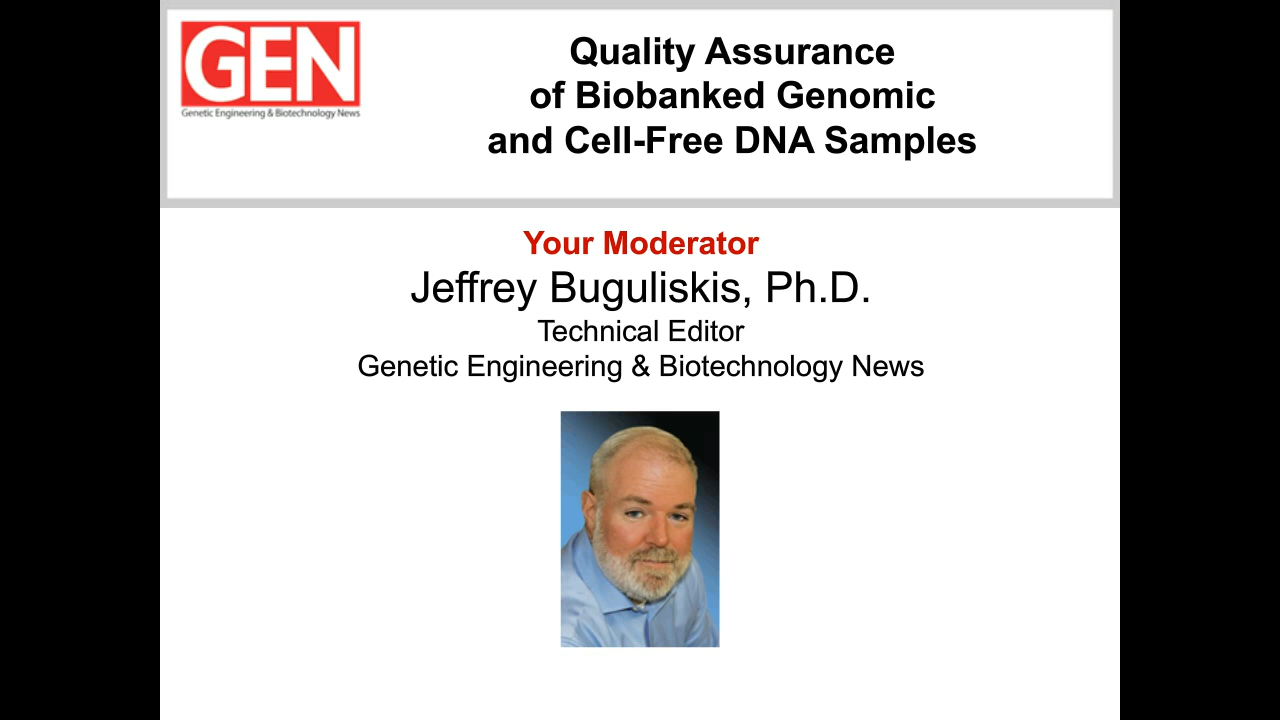 GEN
Genetic Engineering & Biotechnology News
Quality Assurance
of Biobanked Genomic
and Cell-Free DNA Samples
Your Moderator
Jeffrey Buguliskis, Ph.D.
Technical Editor
Genetic Engineering & Biotechnology News